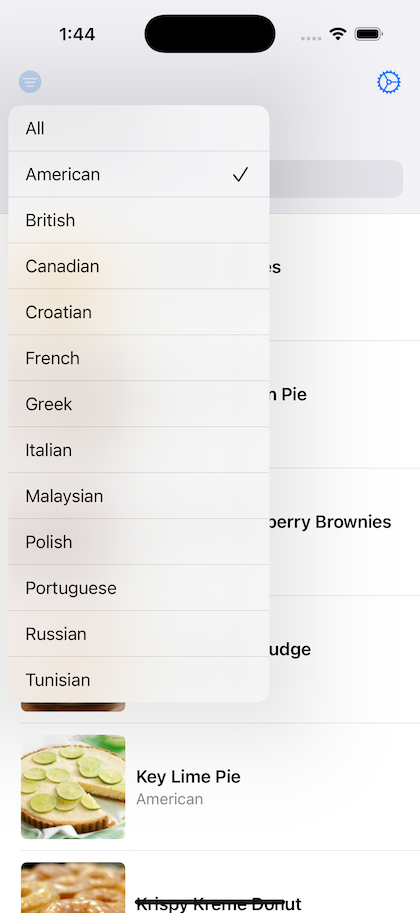 1:44
All
American
British
Canadian
es
Croatian
French
n Pie
Greek
Italian
Malaysian
berry Brownies
Polish
Portuguese
Russian
udge
Tunisian
Key Lime Pie
American
Krispy Kreme Donut